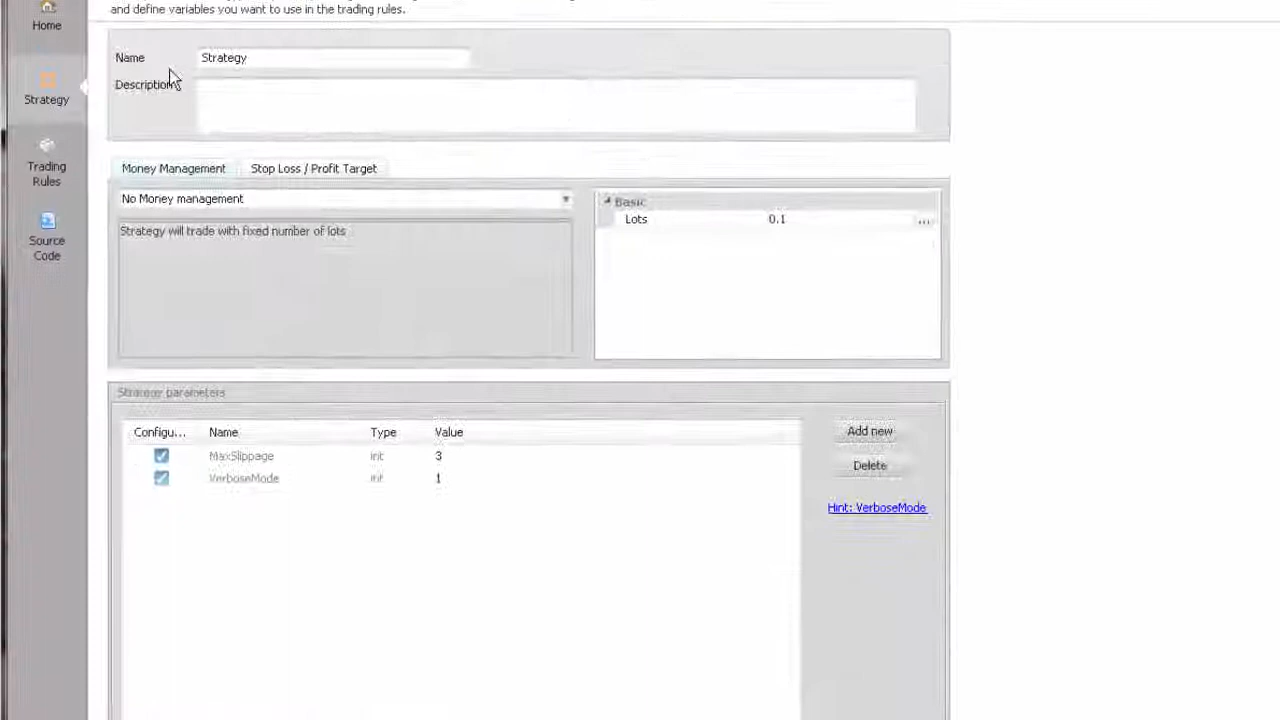 and define variables you want to use in the trading rules.
Home
Strategy
Trading
Rules
Source
Code
Name
Strategy
Description
Money Management
Stop Loss / Profit Target
No Money management
Strategy will trade with fixed number of lots
Basic
Lots
0.1
...
Strategy parameters
Configu...
Name
Type
Value
MaxSlippage
int
3
VerboseMode
int
1
Add new
Delete
Hint: VerboseMode